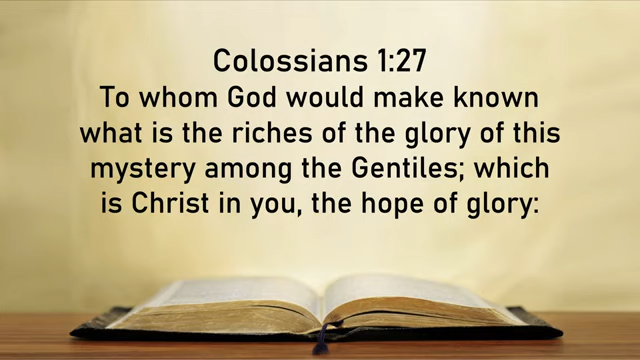 Colossians 1:27
To whom God would make known
what is the riches of the glory of this
mystery among the Gentiles; which
is Christ in you, the hope of glory: